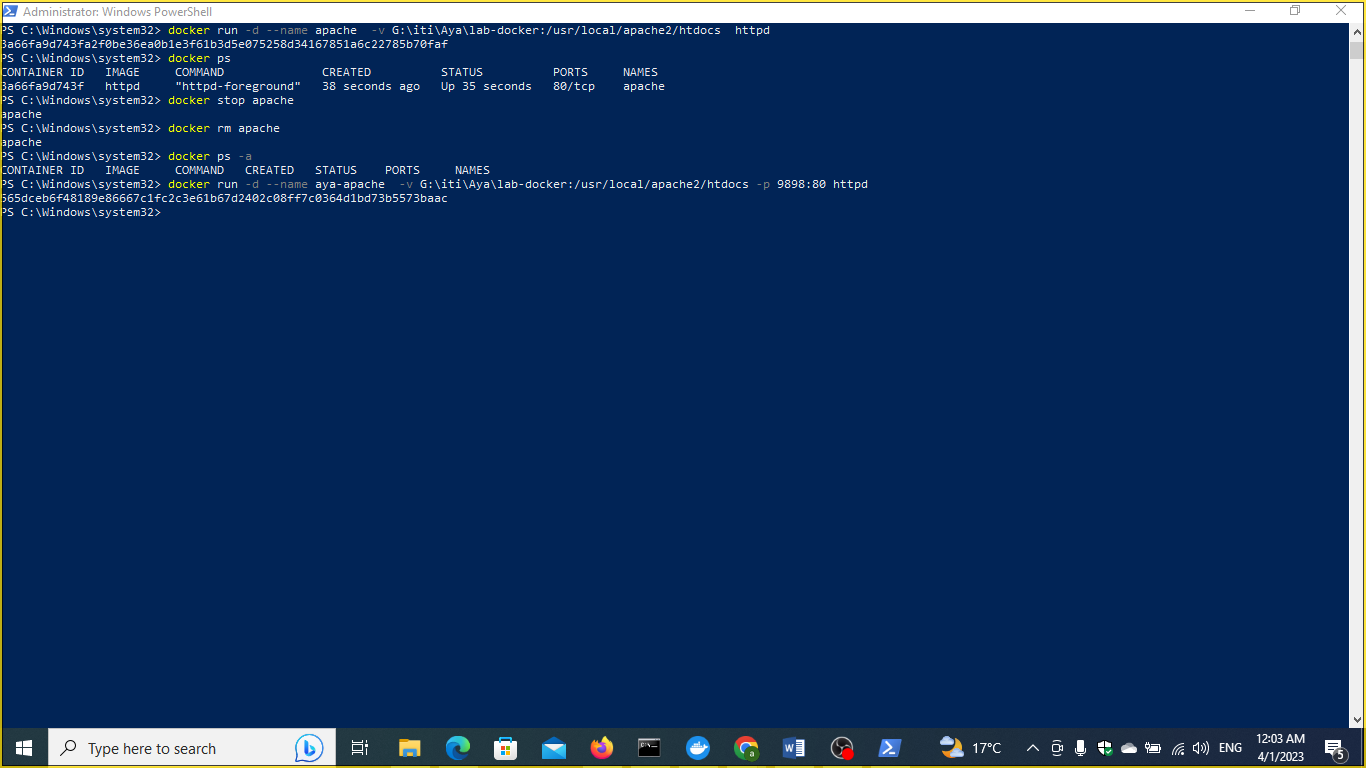 Administrator: Windows PowerShell
PS C:\Windows\system32> docker run -d --name apache  -v G:\iti\Aya\lab-docker:/usr/local/apache2/htdocs  httpd
3a66fa9d743fa2f0be36ea0b1e3f61b3d5e075258d34167851a6c22785b70faf
PS C:\Windows\system32> docker ps
CONTAINER ID   IMAGE     COMMAND              CREATED          STATUS          PORTS     NAMES
3a66fa9d743f   httpd     "httpd-foreground"   38 seconds ago   Up 35 seconds   80/tcp    apache
PS C:\Windows\system32> docker stop apache
apache
PS C:\Windows\system32> docker rm apache
apache
PS C:\Windows\system32> docker ps -a
CONTAINER ID   IMAGE     COMMAND   CREATED   STATUS    PORTS     NAMES
PS C:\Windows\system32> docker run -d --name aya-apache  -v G:\iti\Aya\lab-docker:/usr/local/apache2/htdocs -p 9898:80 httpd
565dceb6f48189e86667c1fc2c3e61b67d2402c08ff7c0364d1bd73b5573baac
PS C:\Windows\system32>
Type here to search
17°C
ENG
12:03 AM
4/1/2023
5